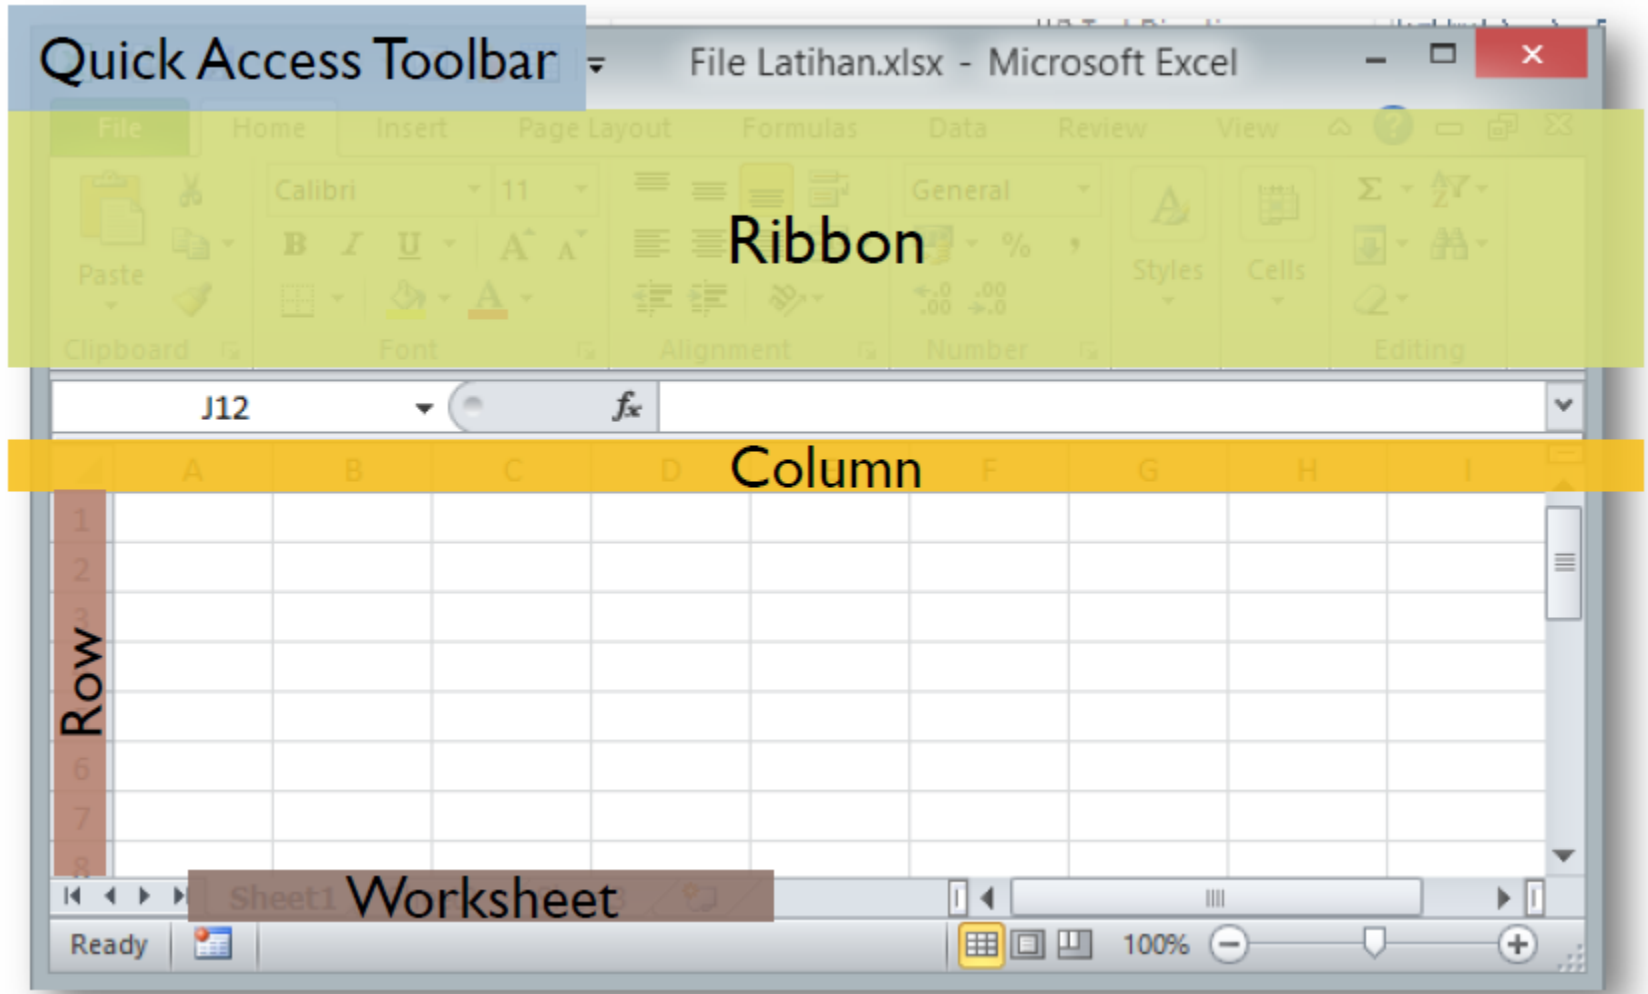 Quick Access Toolbar
File Latihan.xlsx - Microsoft Excel
File Home Insert Page Layout Formulas Data Review View
Calibri 11 General
Ribbon
B I U A A % ,
Paste Styles Cells
Clipboard Font Alignment Number Editing
J12 fx
Column
A B C D F G H I
1
2
3
Row
6
7
8
Sheet1 Worksheet
Ready 100%